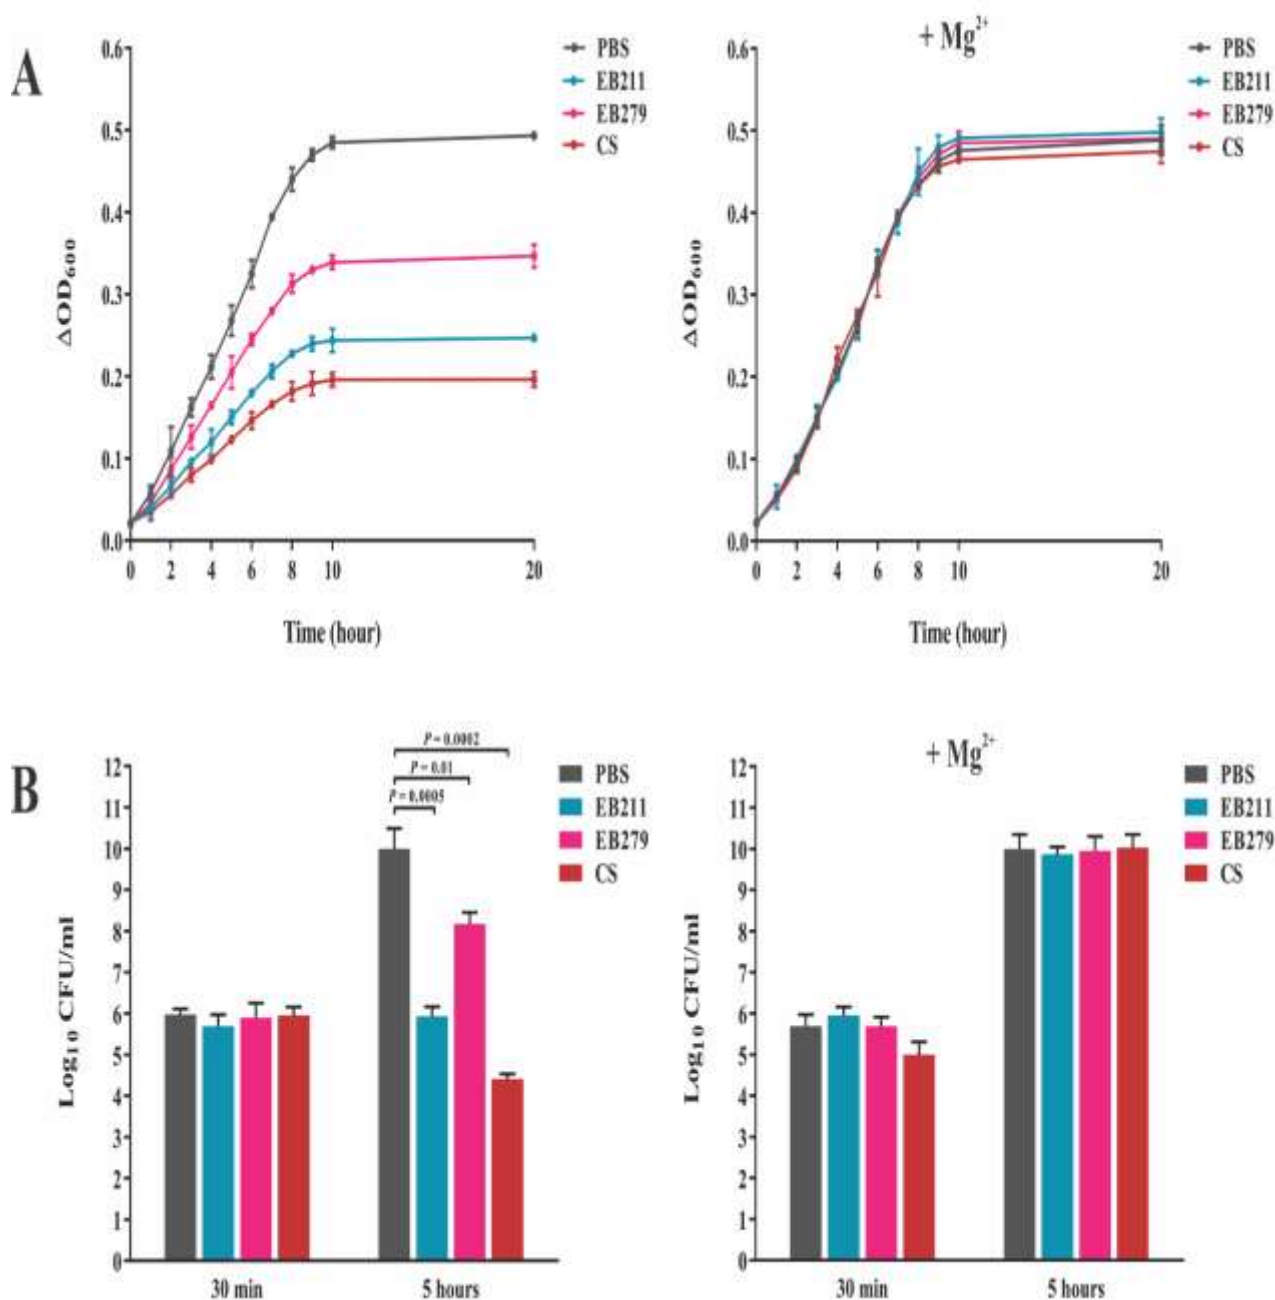 A
0.6
0.5
0.4
0.3
0.2
0.1
0.0
ΔOD600
0 2 4 6 8 10 20
Time (hour)
PBS
EB211
EB279
CS
+ Mg2+
0.6
0.5
0.4
0.3
0.2
0.1
0.0
ΔOD600
0 2 4 6 8 10 20
Time (hour)
PBS
EB211
EB279
CS
B
12
11
10
9
8
7
6
5
4
3
2
1
0
Log10 CFU/ml
P = 0.0002
P = 0.01
P = 0.0005
30 min 5 hours
PBS
EB211
EB279
CS
+ Mg2+
12
11
10
9
8
7
6
5
4
3
2
1
0
Log10 CFU/ml
30 min 5 hours
PBS
EB211
EB279
CS